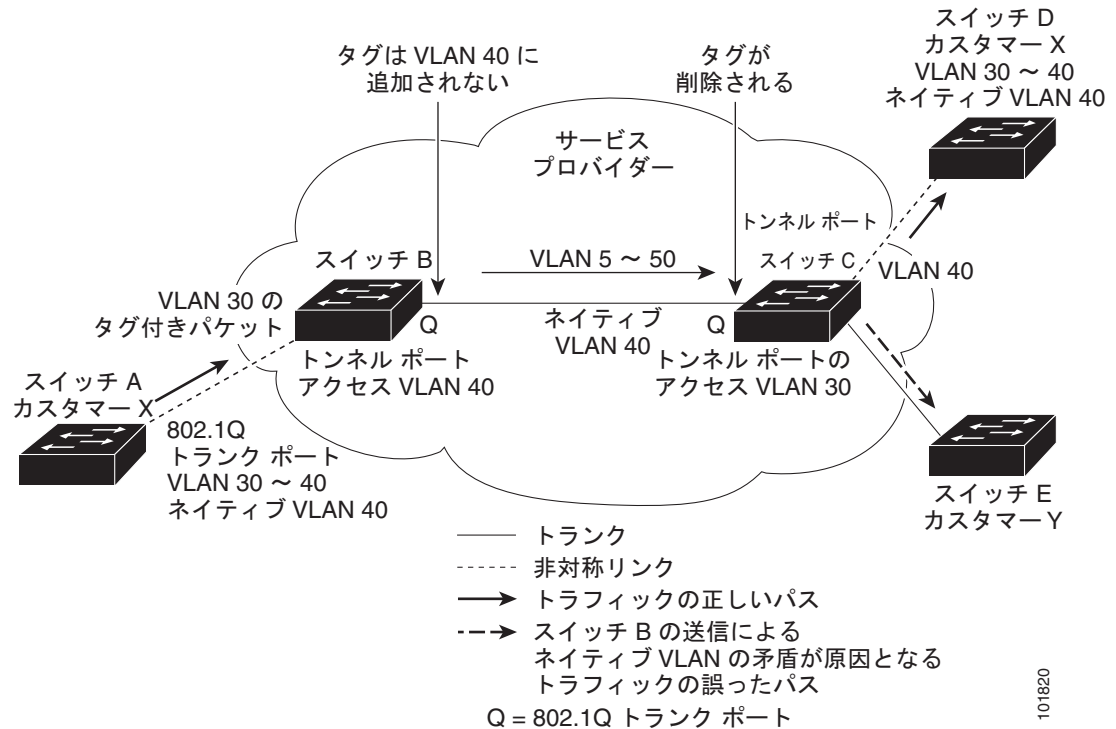 スイッチ D
カスタマー X
VLAN 30 ～ 40
ネイティブ VLAN 40
タグは VLAN 40 に
追加されない
タグが
削除される
サービス
プロバイダー
トンネル ポート
スイッチ B
VLAN 5 ～ 50
スイッチ C
VLAN 40
VLAN 30 の
タグ付きパケット
Q
ネイティブ
VLAN 40
Q
トンネル ポート
アクセス VLAN 40
トンネル ポートの
アクセス VLAN 30
スイッチ A
カスタマー X
802.1Q
トランク ポート
VLAN 30 ～ 40
ネイティブ VLAN 40
スイッチ E
カスタマー Y
トランク
非対称リンク
トラフィックの正しいパス
スイッチ B の送信による
ネイティブ VLAN の矛盾が原因となる
トラフィックの誤ったパス
Q = 802.1Q トランク ポート
101820